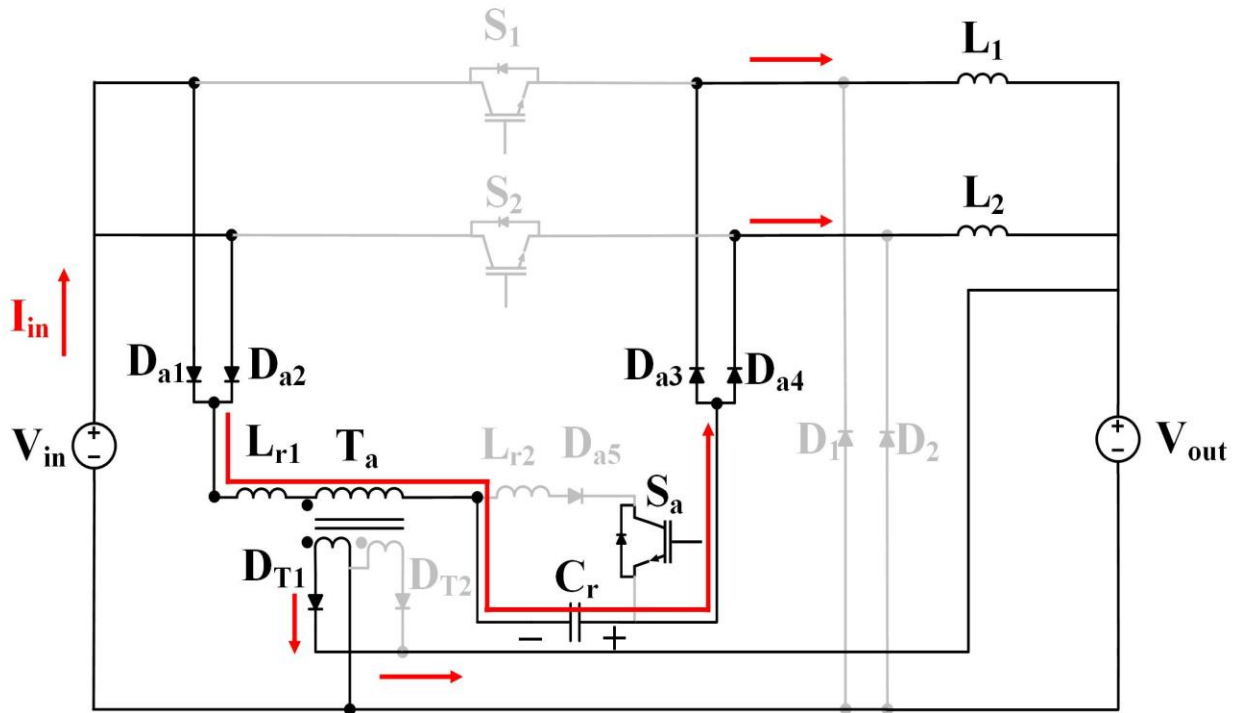 S1
L1
S2
L2
Iin
Da1
Da2
Da3
Da4
Vin
+
−
Lr1
Ta
Lr2
Da5
Sa
D1
D2
+
−
Vout
DT1
DT2
Cr
− +